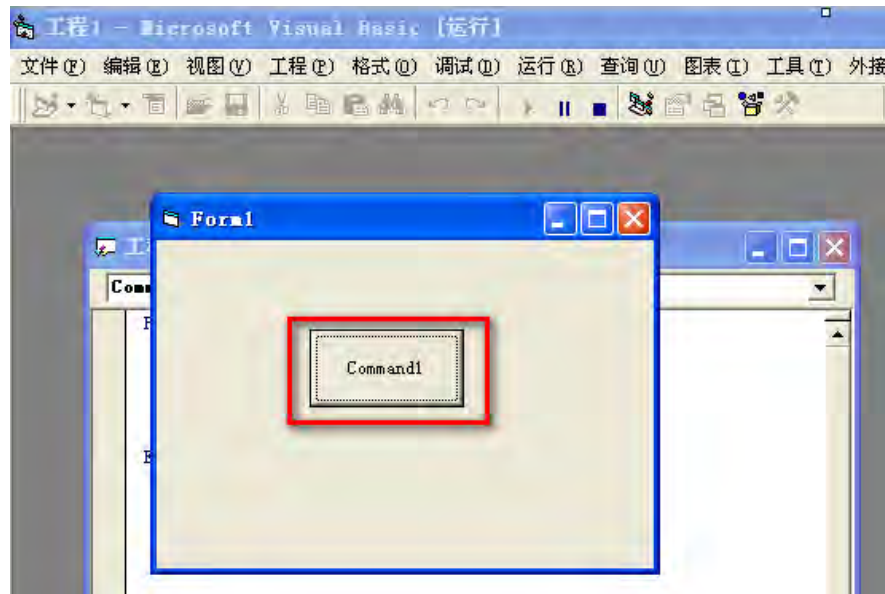 工程1 - Microsoft Visual Basic [运行]
文件(F) 编辑(E) 视图(V) 工程(P) 格式(O) 调试(D) 运行(R) 查询(U) 图表(I) 工具(T) 外接
Form1
Command1